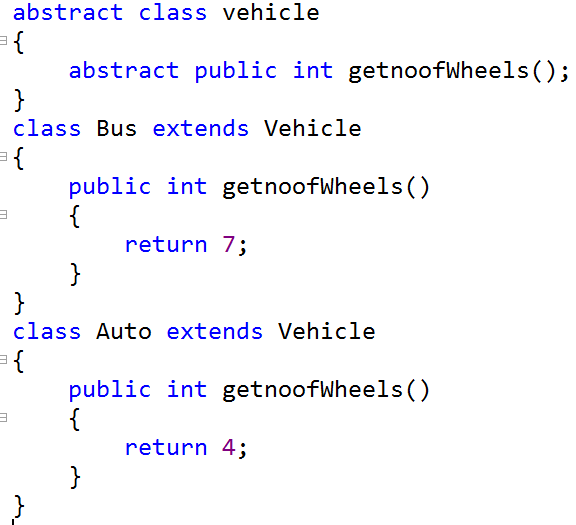 abstract class vehicle
{
    abstract public int getnoofWheels();
}
class Bus extends Vehicle
{
    public int getnoofWheels()
    {
        return 7;
    }
}
class Auto extends Vehicle
{
    public int getnoofWheels()
    {
        return 4;
    }
}